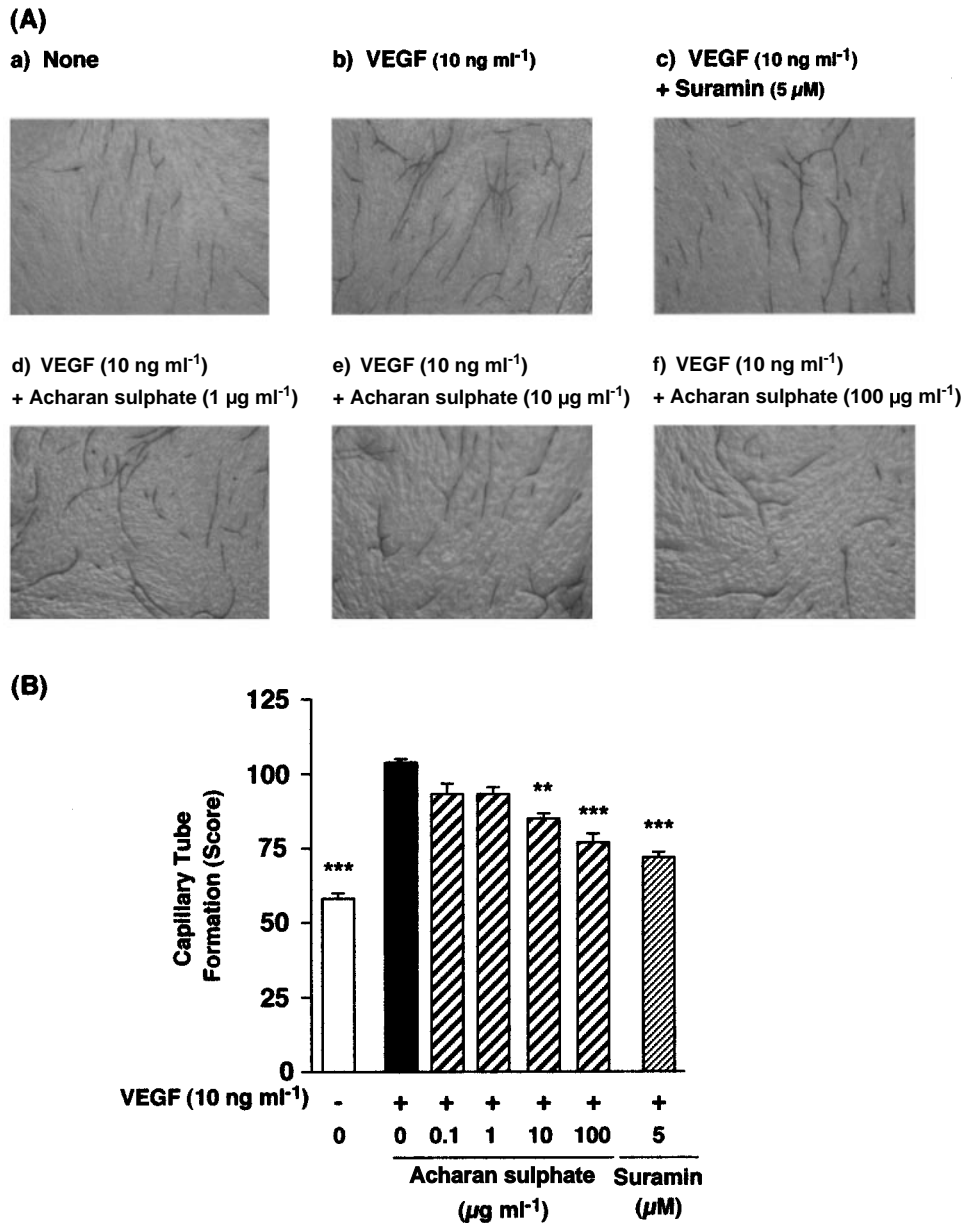 (A)
a) None
b) VEGF (10 ng ml-1)
c) VEGF (10 ng ml-1)
+ Suramin (5 µM)
d) VEGF (10 ng ml-1)
+ Acharan sulphate (1 µg ml-1)
e) VEGF (10 ng ml-1)
+ Acharan sulphate (10 µg ml-1)
f) VEGF (10 ng ml-1)
+ Acharan sulphate (100 µg ml-1)
(B)
Capillary Tube
Formation (Score)
125
100
75
50
25
0
***
**
***
***
VEGF (10 ng ml-1) - + + + + + +
0 0 0.1 1 10 100 5
Acharan sulphate
(µg ml-1)
Suramin
(µM)